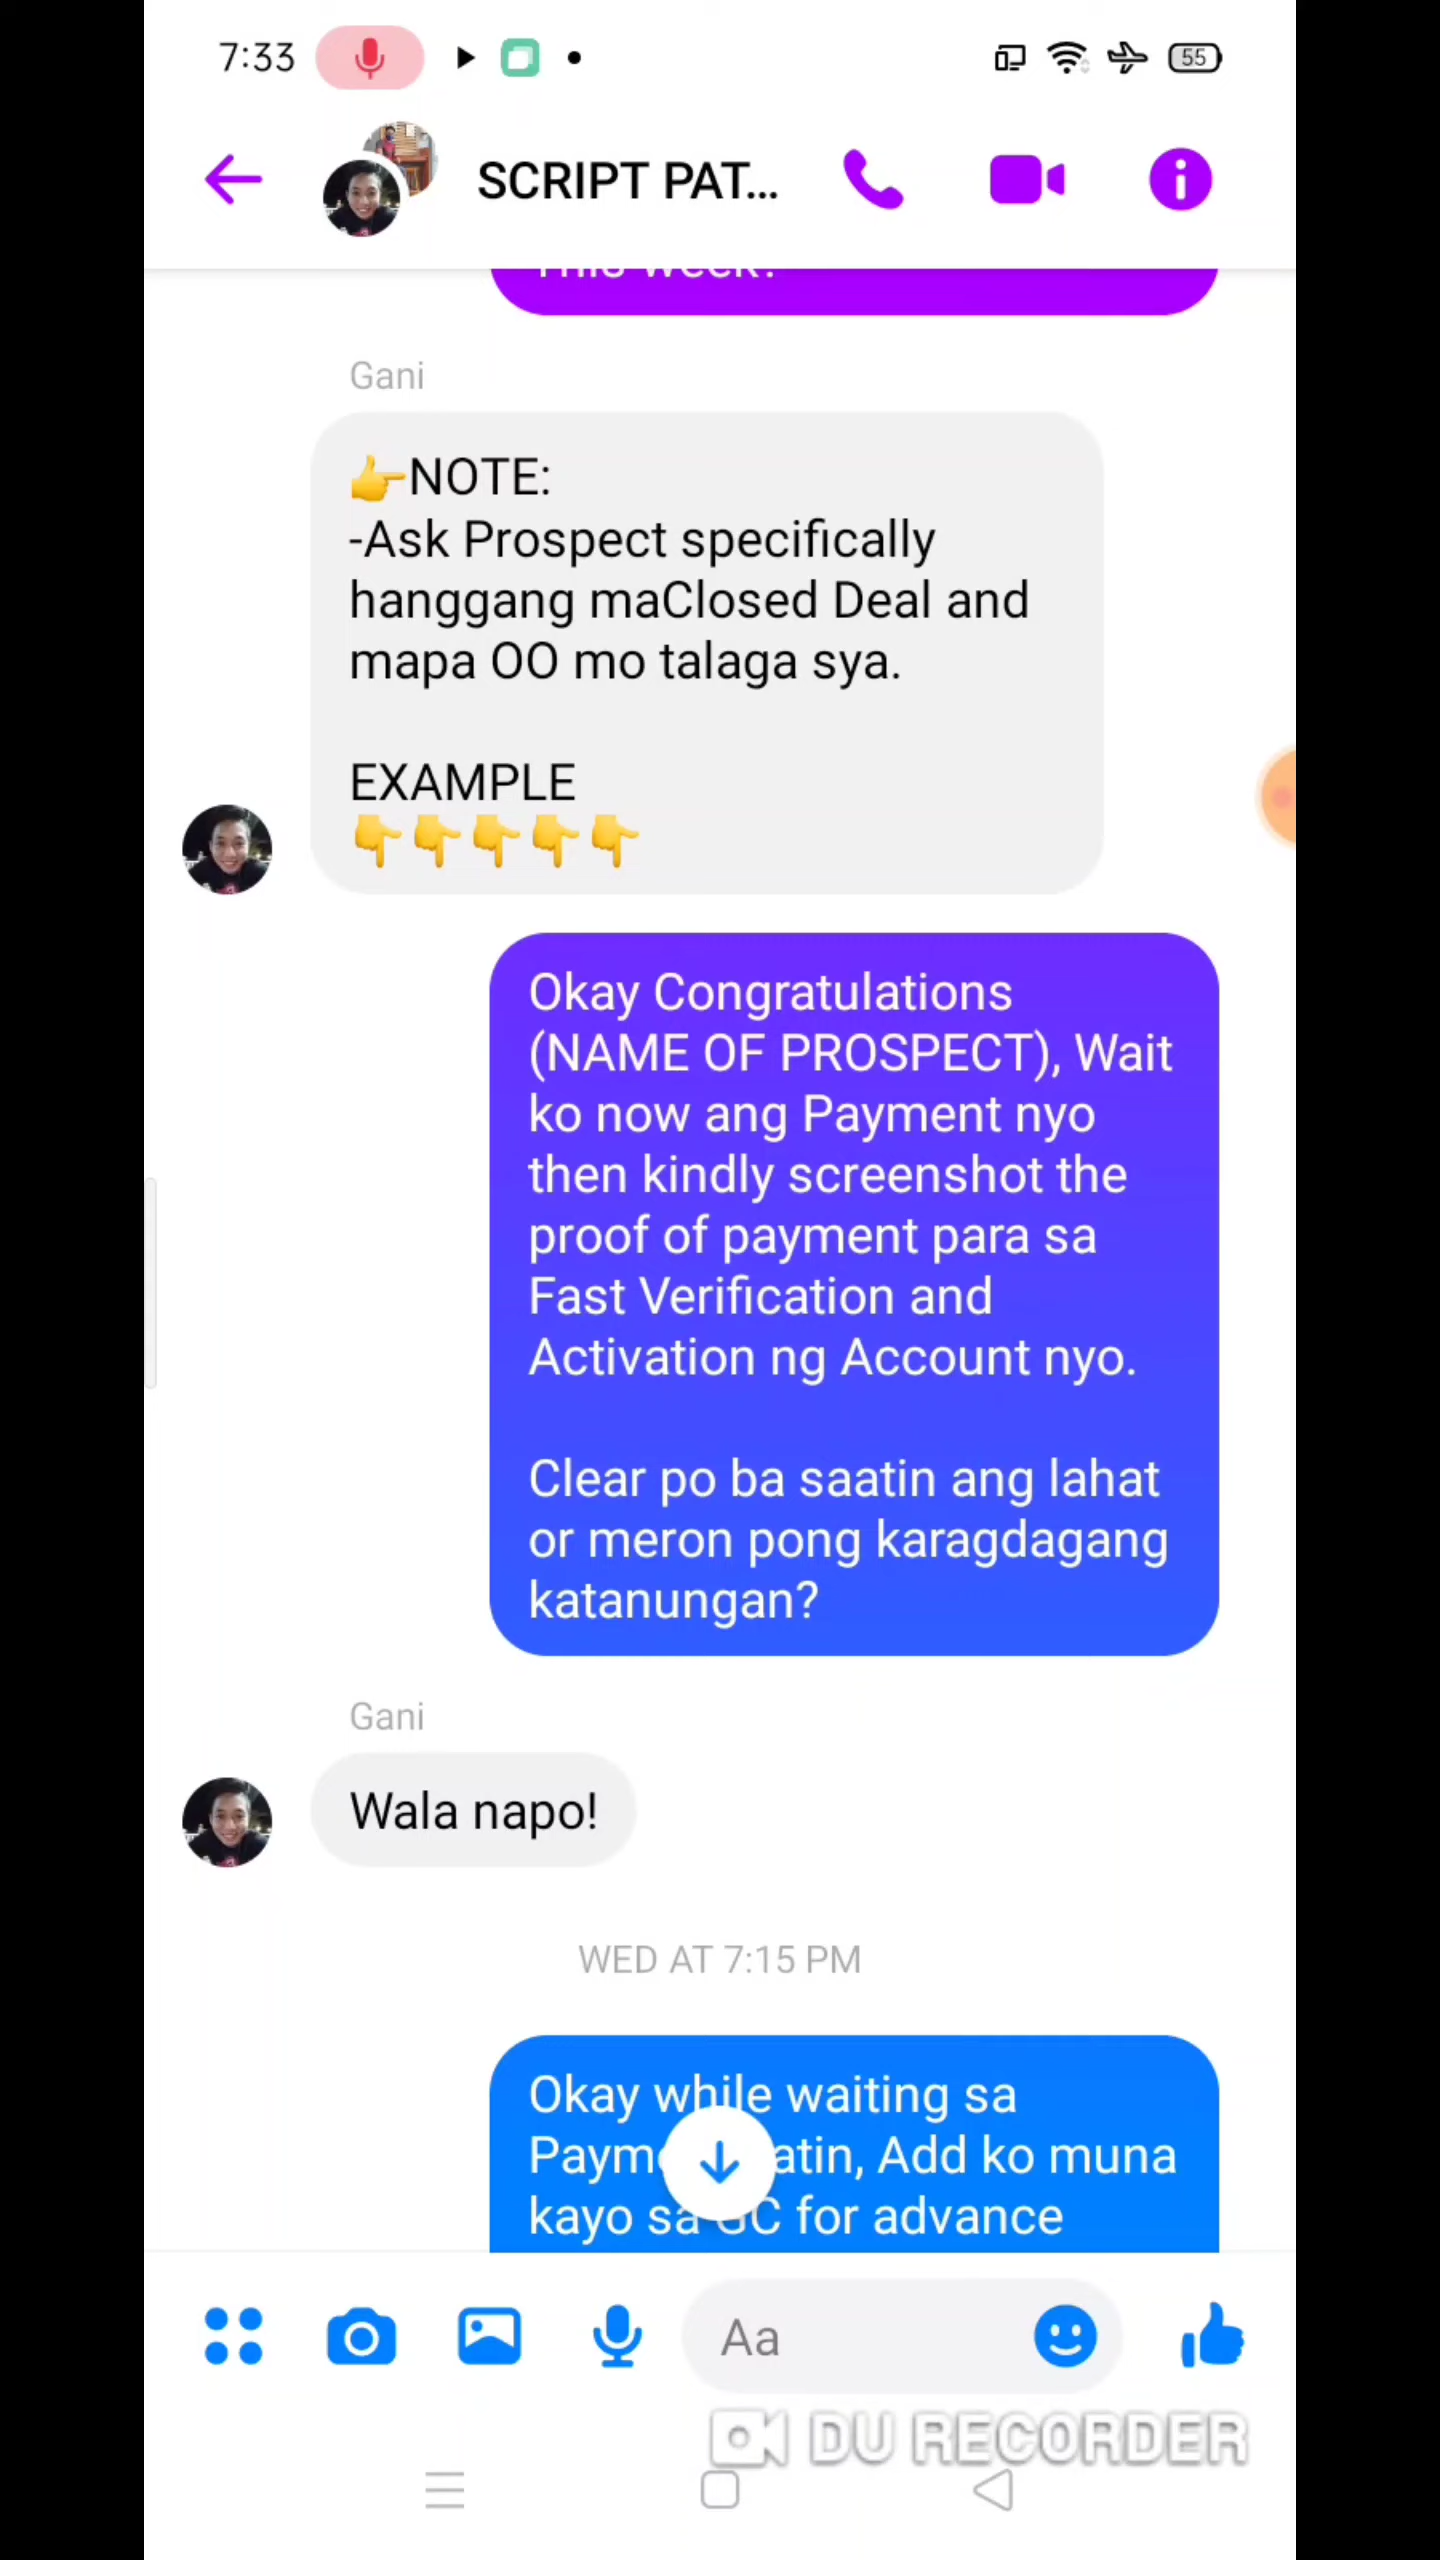 7:33
55
SCRIPT PAT...
This Week?
Gani
👉NOTE:
-Ask Prospect specifically
hanggang maClosed Deal and
mapa OO mo talaga sya.
EXAMPLE
👇👇👇👇👇
Okay Congratulations
(NAME OF PROSPECT), Wait
ko now ang Payment nyo
then kindly screenshot the
proof of payment para sa
Fast Verification and
Activation ng Account nyo.
Clear po ba saatin ang lahat
or meron pong karagdagang
katanungan?
Gani
Wala napo!
WED AT 7:15 PM
Okay while waiting sa
Add ko muna
kayo sa GC for advance
Aa
DU RECORDER